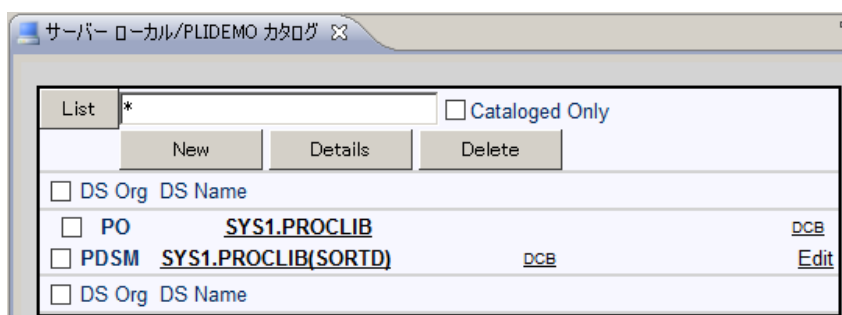 サーバー ローカル/PLIDEMO カタログ
List * Cataloged Only
New Details Delete
DS Org DS Name
PO SYS1.PROCLIB DCB
PDSM SYS1.PROCLIB(SORTD) DCB Edit
DS Org DS Name